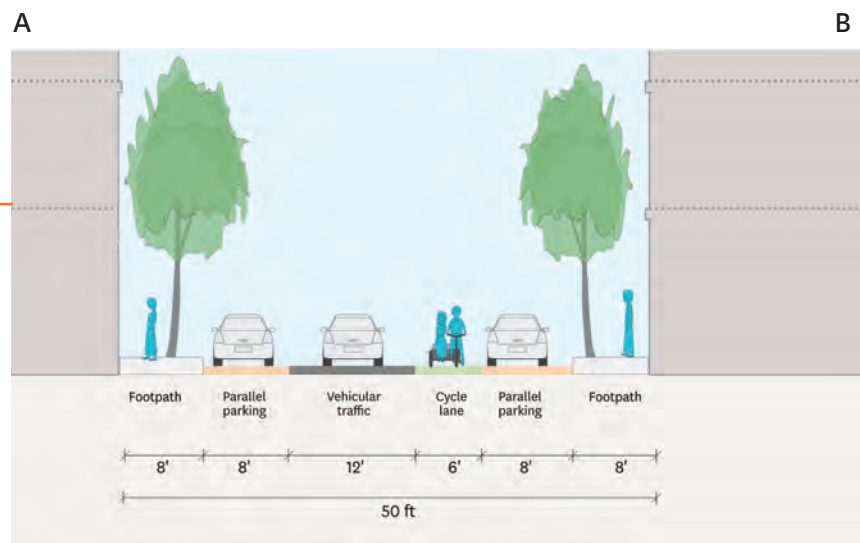 A B
Footpath Parallel parking Vehicular traffic Cycle lane Parallel parking Footpath
8' 8' 12' 6' 8' 8'
50 ft